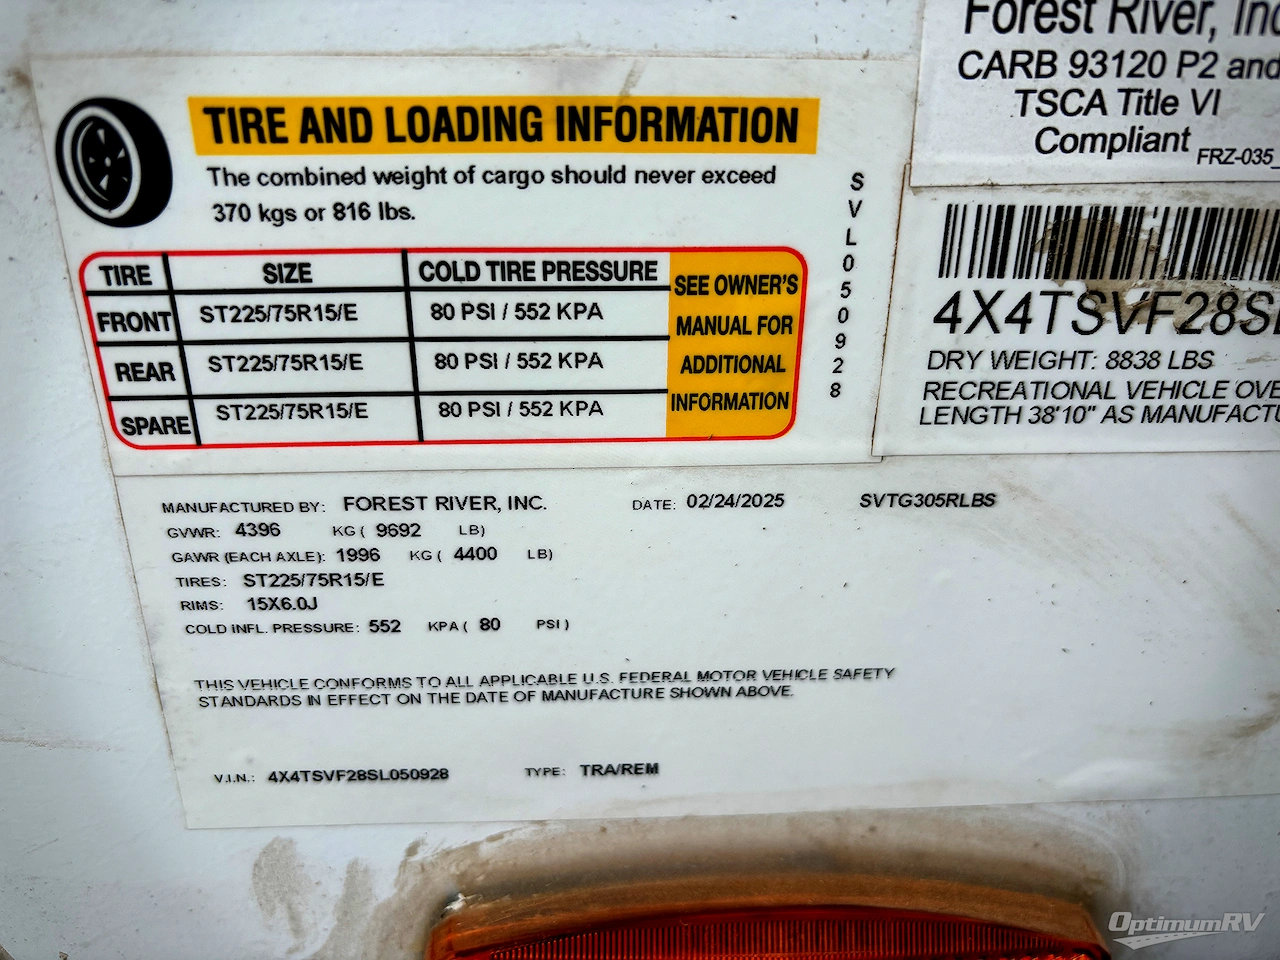 Forest River, Inc
CARB 93120 P2 and
TSCA Title VI
Compliant FRZ-035_
TIRE AND LOADING INFORMATION
The combined weight of cargo should never exceed
370 kgs or 816 lbs.
SVL050928
TIRE SIZE COLD TIRE PRESSURE
FRONT ST225/75R15/E 80 PSI / 552 KPA
REAR ST225/75R15/E 80 PSI / 552 KPA
SPARE ST225/75R15/E 80 PSI / 552 KPA
SEE OWNER'S
MANUAL FOR
ADDITIONAL
INFORMATION
4X4TSVF28S
DRY WEIGHT: 8838 LBS
RECREATIONAL VEHICLE OVE
LENGTH 38'10" AS MANUFACTU
MANUFACTURED BY: FOREST RIVER, INC. DATE: 02/24/2025 SVTG305RLBS
GVWR: 4396 KG ( 9692 LB)
GAWR (EACH AXLE): 1996 KG ( 4400 LB)
TIRES: ST225/75R15/E
RIMS: 15X6.0J
COLD INFL. PRESSURE: 552 KPA ( 80 PSI )
THIS VEHICLE CONFORMS TO ALL APPLICABLE U.S. FEDERAL MOTOR VEHICLE SAFETY
STANDARDS IN EFFECT ON THE DATE OF MANUFACTURE SHOWN ABOVE.
V.I.N.: 4X4TSVF28SL050928 TYPE: TRA/REM
OptimumRV